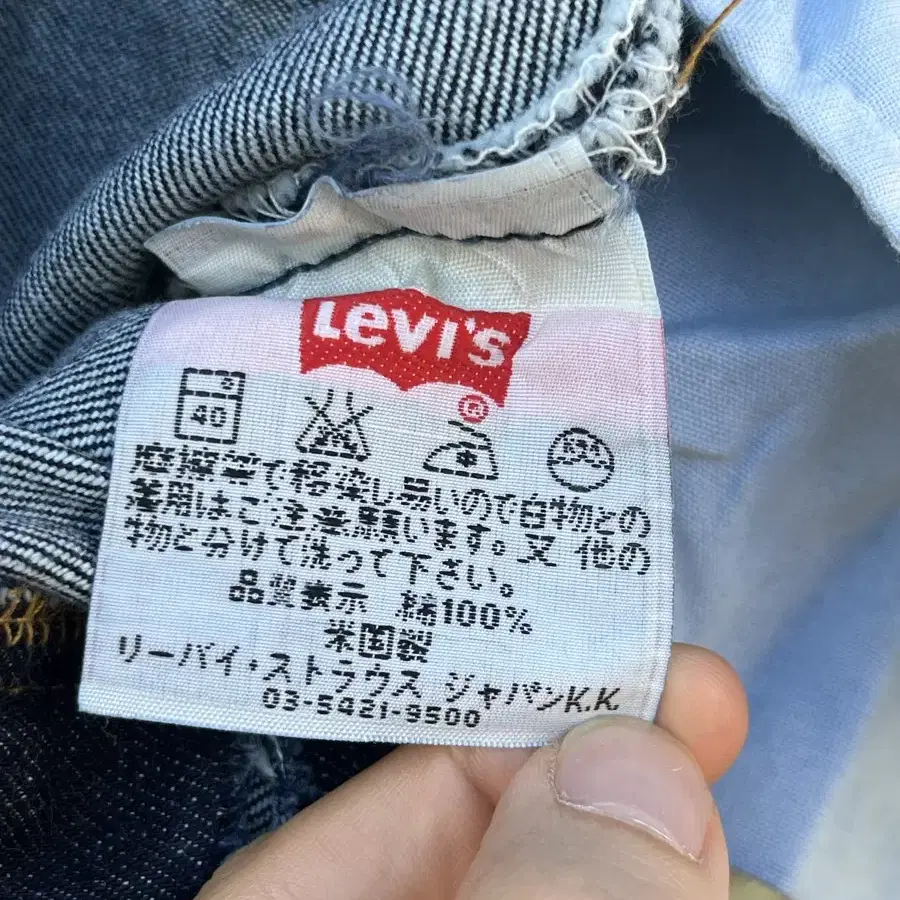 Levi's
®
40
摩擦等で移染し易いので白物との
着用はご注意願います。又 他の
物と分けて洗って下さい。
品質表示 綿100%
米国製
リーバイ・ストラウス ジャパンK.K.
03-5421-9500